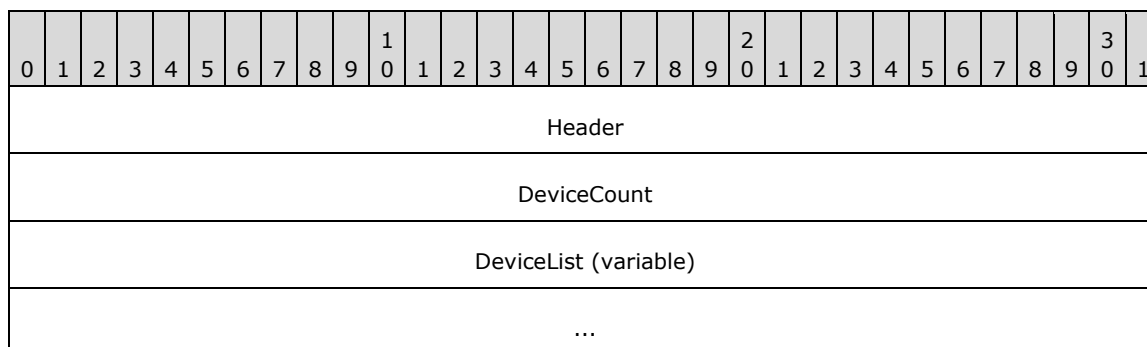 1 2 3
0 1 2 3 4 5 6 7 8 9 0 1 2 3 4 5 6 7 8 9 0 1 2 3 4 5 6 7 8 9 0 1
Header
DeviceCount
DeviceList (variable)
...